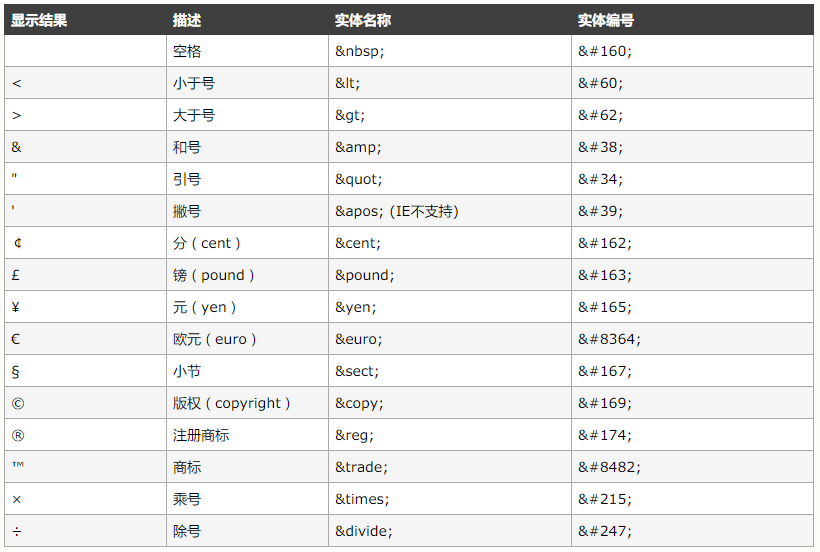 显示结果 描述 实体名称 实体编号
空格 &nbsp; &#160;
< 小于号 &lt; &#60;
> 大于号 &gt; &#62;
& 和号 &amp; &#38;
" 引号 &quot; &#34;
' 撇号 &apos; (IE不支持) &#39;
￠ 分（cent） &cent; &#162;
£ 镑（pound） &pound; &#163;
¥ 元（yen） &yen; &#165;
€ 欧元（euro） &euro; &#8364;
§ 小节 &sect; &#167;
© 版权（copyright） &copy; &#169;
® 注册商标 &reg; &#174;
™ 商标 &trade; &#8482;
× 乘号 &times; &#215;
÷ 除号 &divide; &#247;